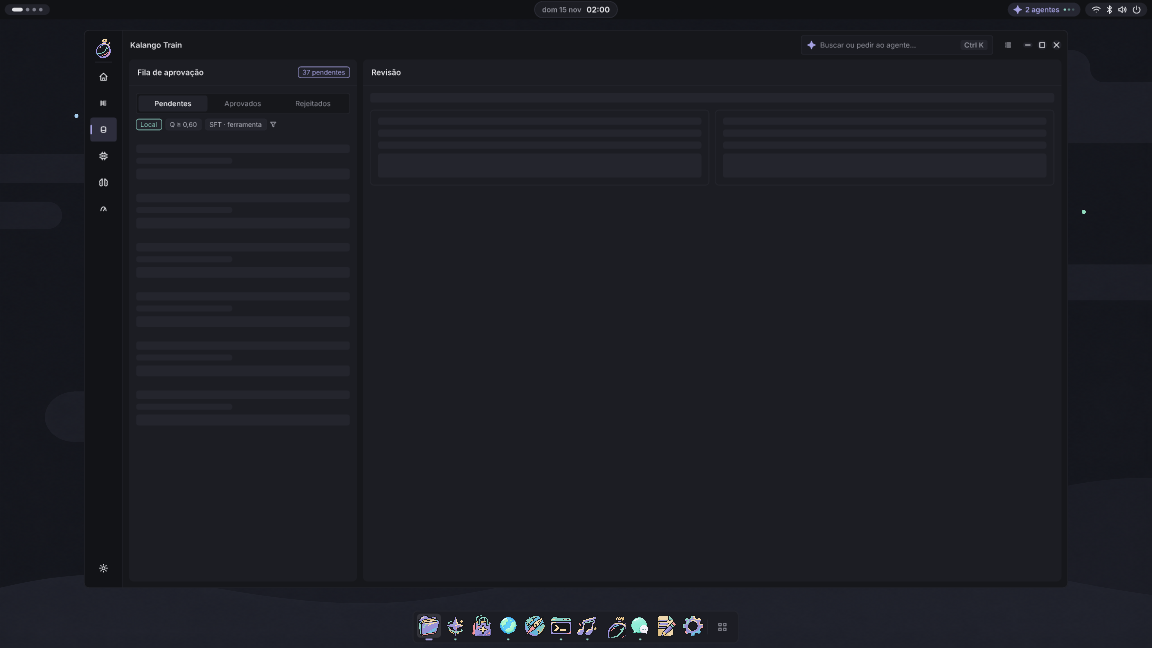 dom 15 nov 02:00
2 agentes
Kalango Train
Buscar ou pedir ao agente...
Ctrl K
Fila de aprovação
37 pendentes
Revisão
Pendentes
Aprovados
Rejeitados
Local
Q ≥ 0,60
SFT · ferramenta